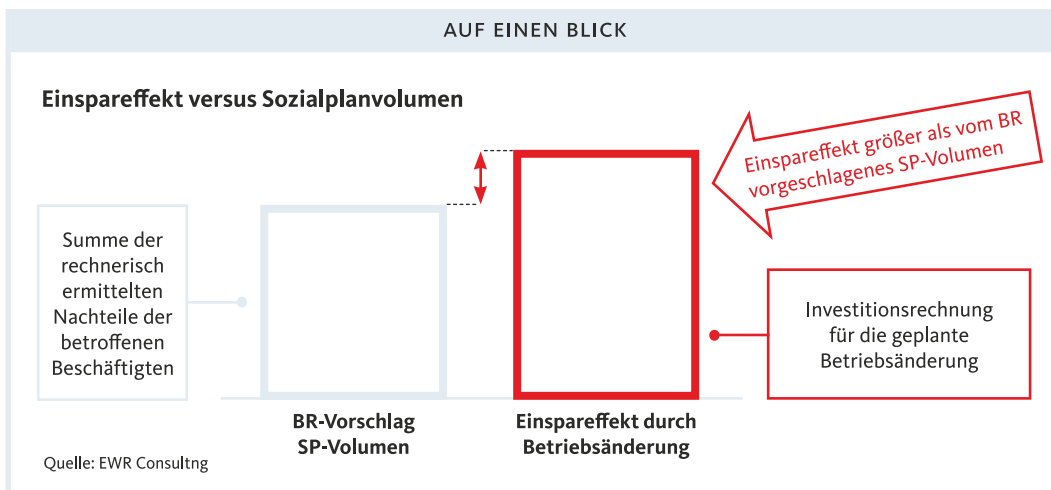 AUF EINEN BLICK
Einspareffekt versus Sozialplanvolumen
Einspareffekt größer als vom BR
vorgeschlagenes SP-Volumen
Summe der
rechnerisch
ermittelten
Nachteile der
betroffenen
Beschäftigten
Investitionsrechnung
für die geplante
Betriebsänderung
BR-Vorschlag
SP-Volumen
Einspareffekt durch
Betriebsänderung
Quelle: EWR Consultng